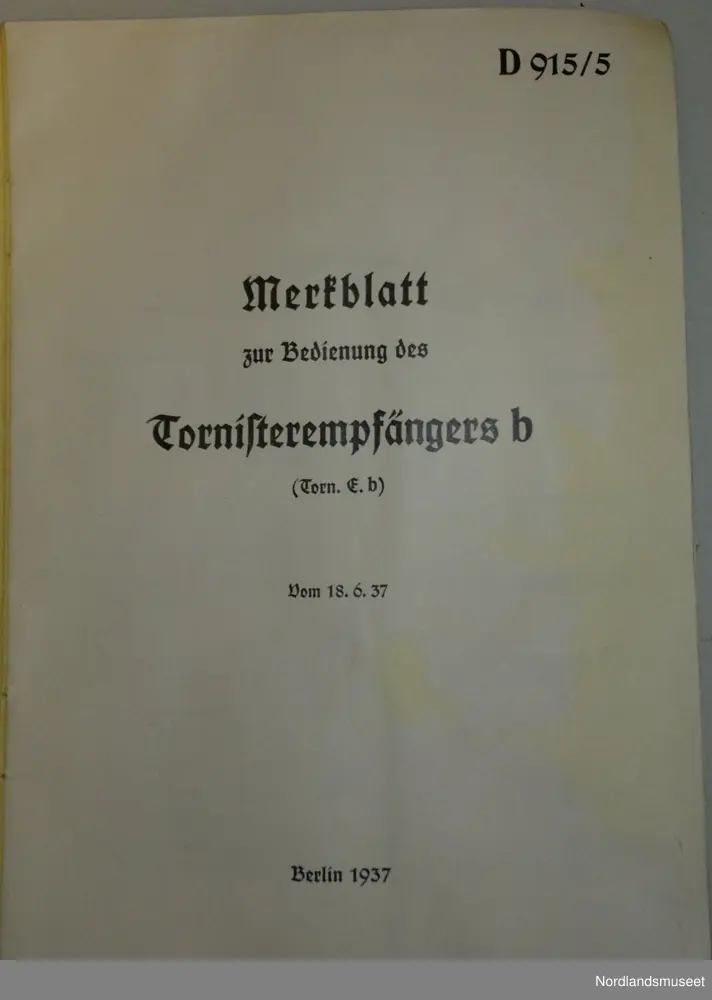 D 915/5
Merkblatt
zur Bedienung des
Torniſterempfängers b
(Torn. E. b)
Vom 18. 6. 37
Berlin 1937
Nordlandsmuseet